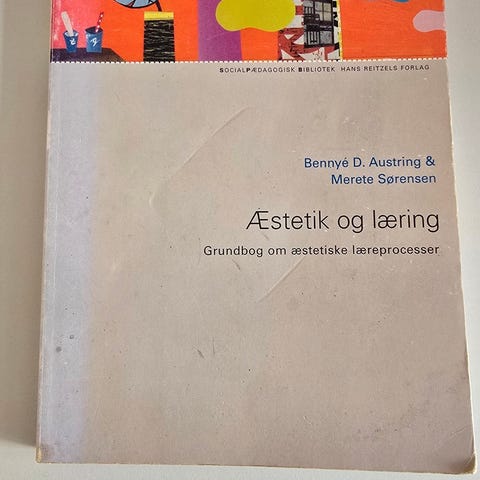 SOCIALPÆDAGOGISK BIBLIOTEK HANS REITZELS FORLAG
Bennyé D. Austring &
Merete Sørensen
Æstetik og læring
Grundbog om æstetiske læreprocesser